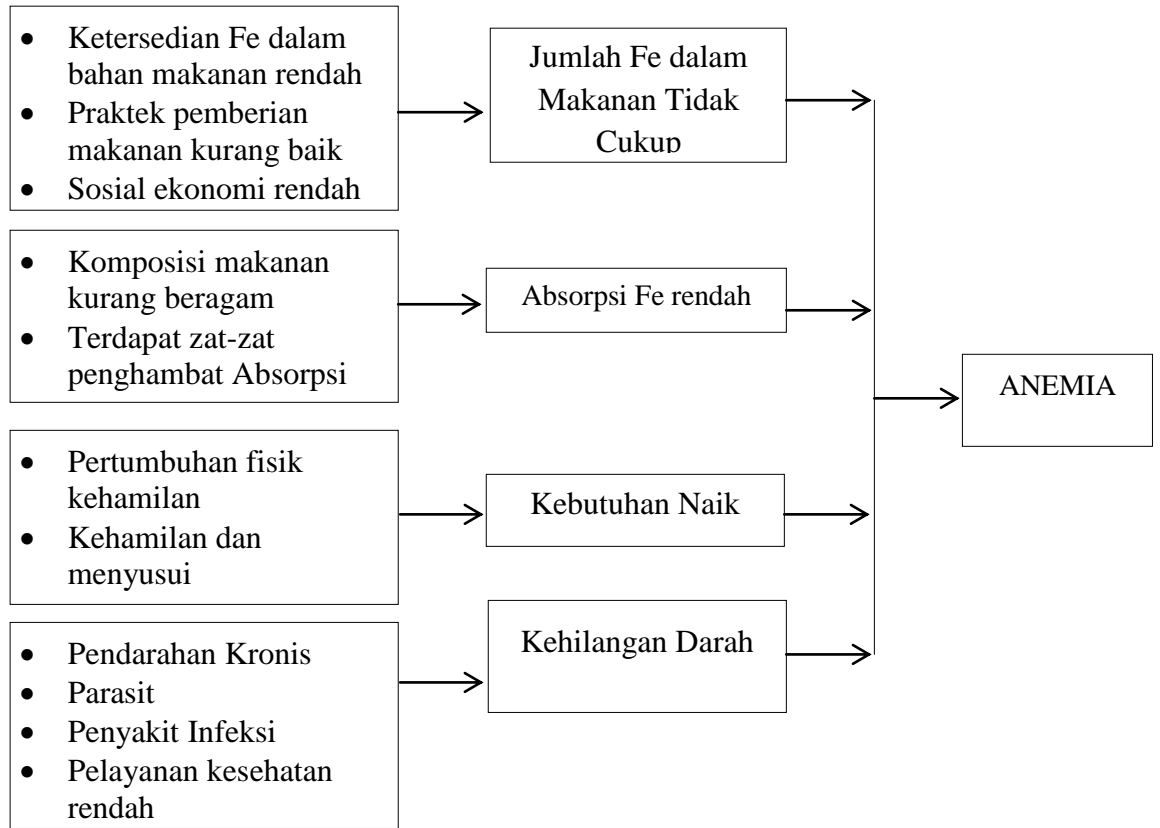 • Ketersedian Fe dalam
bahan makanan rendah
• Praktek pemberian
makanan kurang baik
• Sosial ekonomi rendah
Jumlah Fe dalam
Makanan Tidak
Cukup
• Komposisi makanan
kurang beragam
• Terdapat zat-zat
penghambat Absorpsi
Absorpsi Fe rendah
ANEMIA
• Pertumbuhan fisik
kehamilan
• Kehamilan dan
menyusui
Kebutuhan Naik
• Pendarahan Kronis
• Parasit
• Penyakit Infeksi
• Pelayanan kesehatan
rendah
Kehilangan Darah